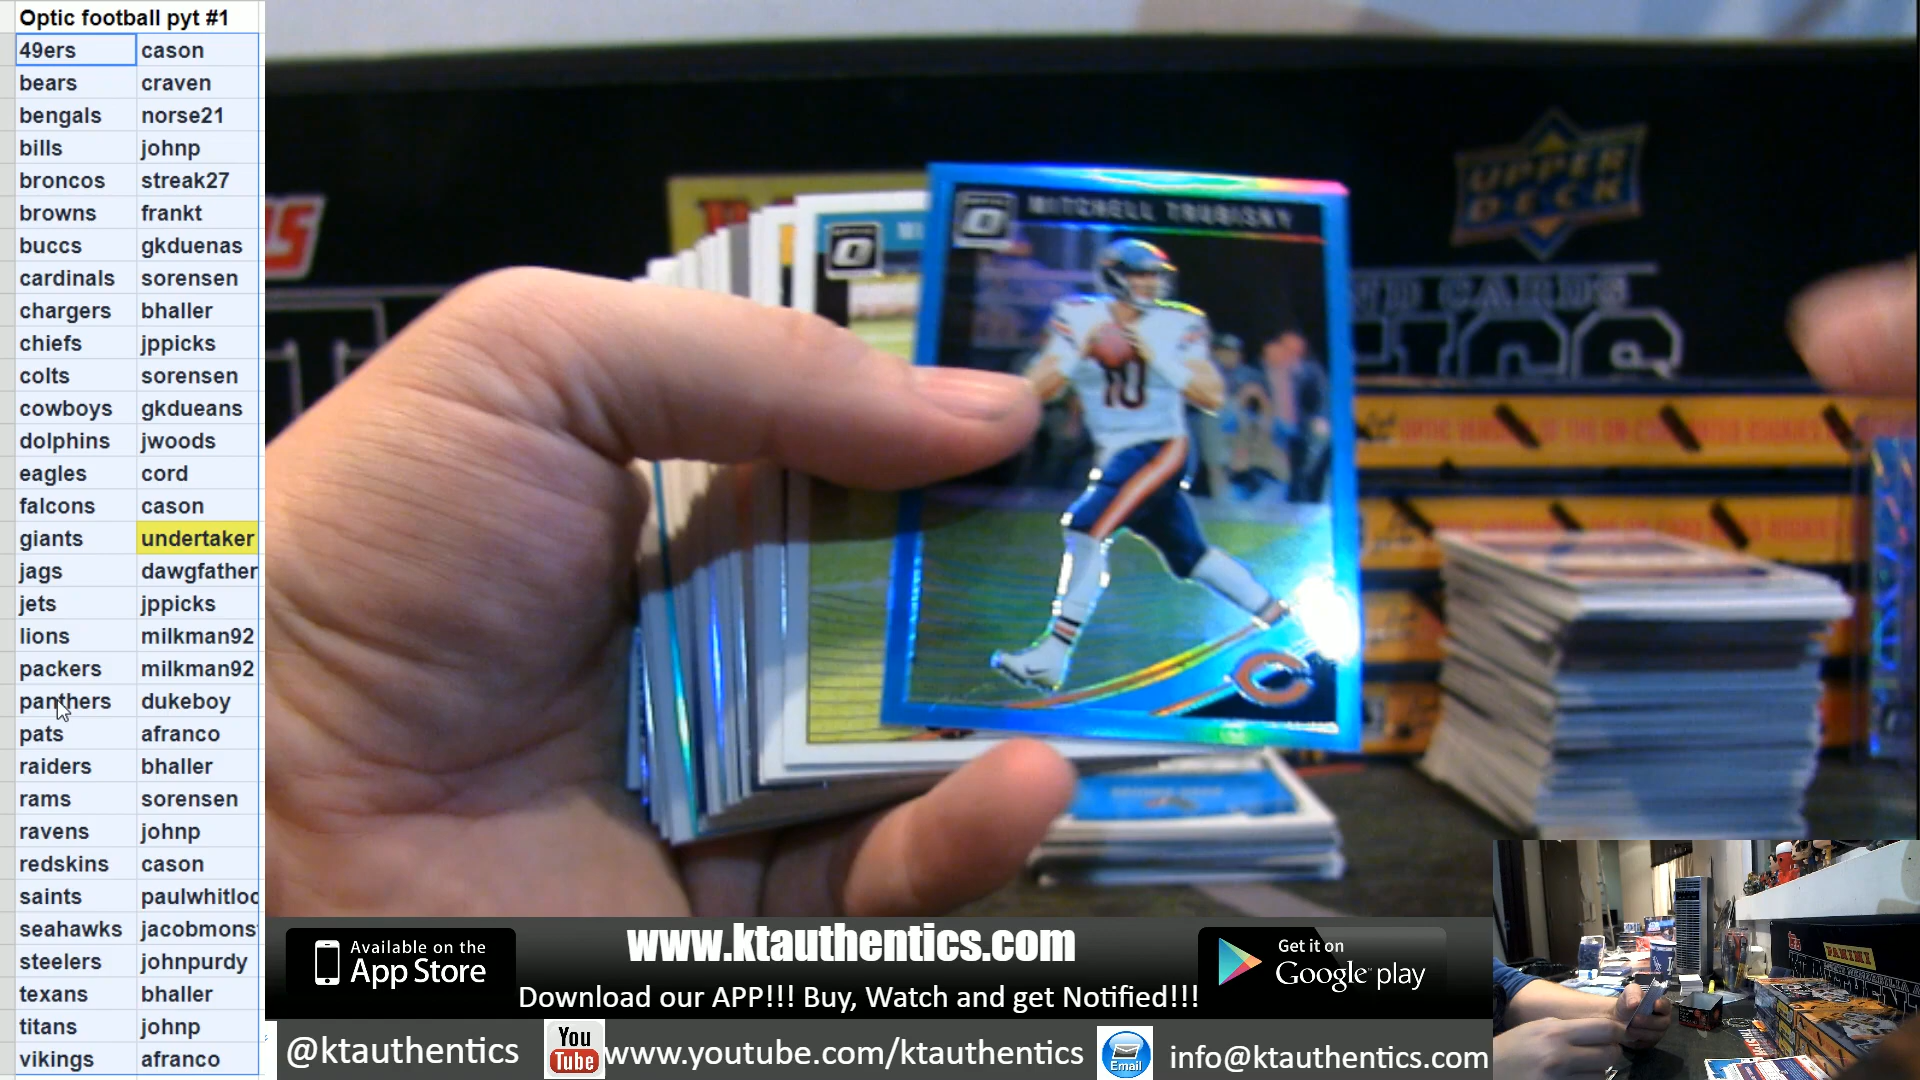 Optic football pyt #1
49ers cason
bears craven
bengals norse21
bills johnp
broncos streak27
browns frankt
buccs gkduenas
cardinals sorensen
chargers bhaller
chiefs jppicks
colts sorensen
cowboys gkdueans
dolphins jwoods
eagles cord
falcons cason
giants undertaker
jags dawgfather
jets jppicks
lions milkman92
packers milkman92
panthers dukeboy
pats afranco
raiders bhaller
rams sorensen
ravens johnp
redskins cason
saints paulwhitloc
seahawks jacobmons
steelers johnpurdy
texans bhaller
titans johnp
vikings afranco
UPPER
DECK
MITCHELL TRUBISKY
10
Available on the
App Store
www.ktauthentics.com
Download our APP!!! Buy, Watch and get Notified!!!
Get it on
Google play
@ktauthentics
You
Tube
www.youtube.com/ktauthentics
Email
info@ktauthentics.com
PANINI